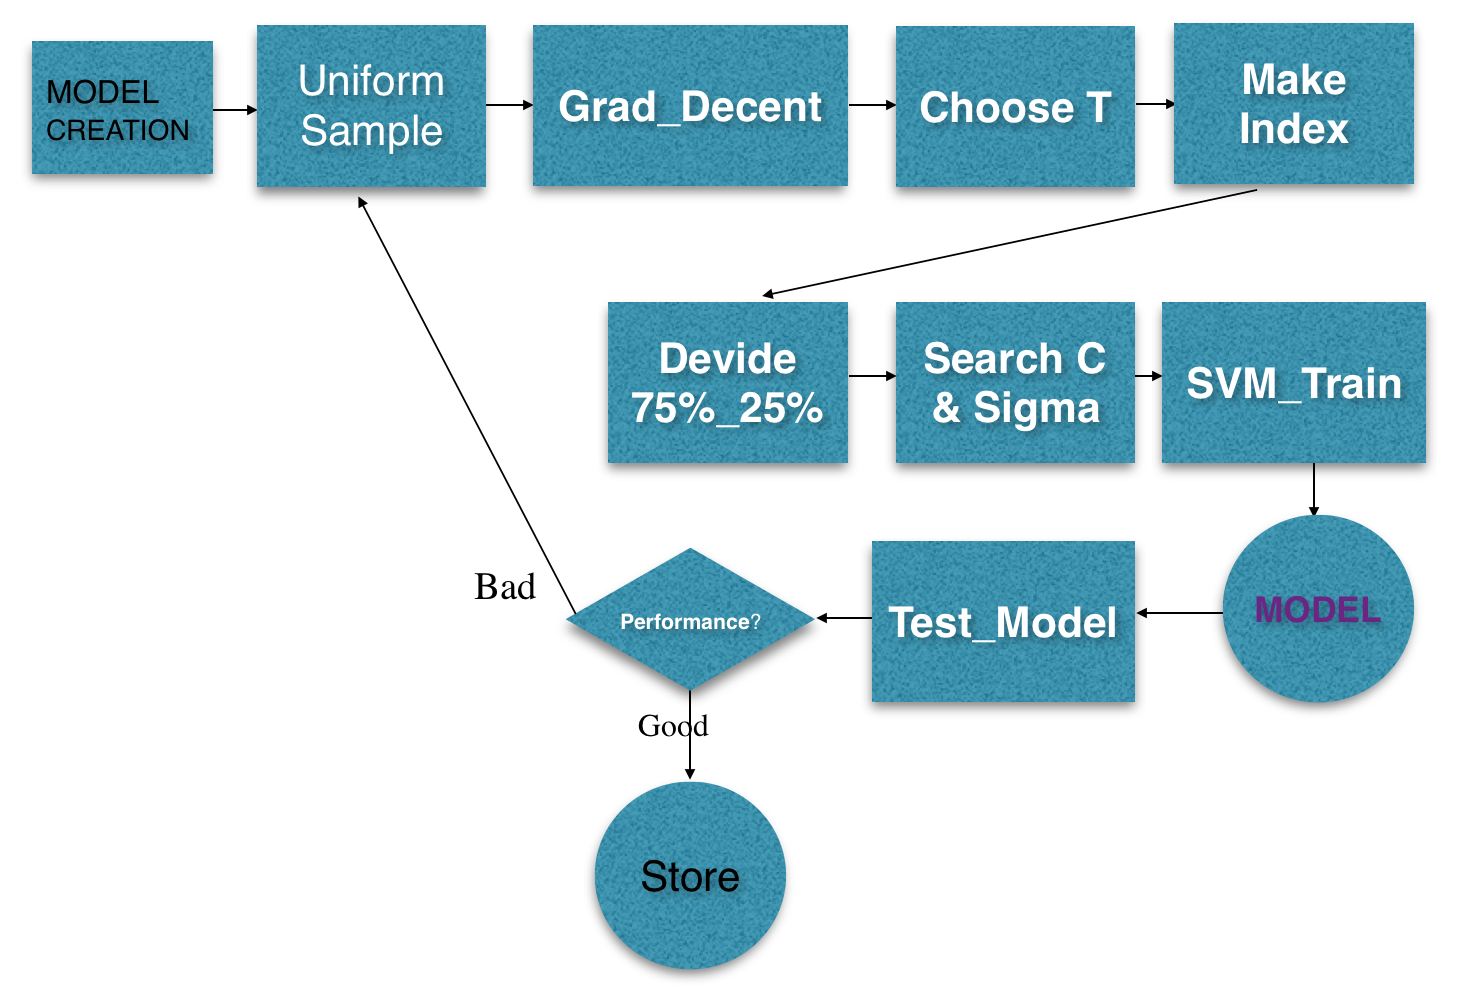 MODEL
CREATION
Uniform
Sample
Grad_Decent
Choose T
Make
Index
Devide
75%_25%
Search C
& Sigma
SVM_Train
MODEL
Test_Model
Performance?
Bad
Good
Store